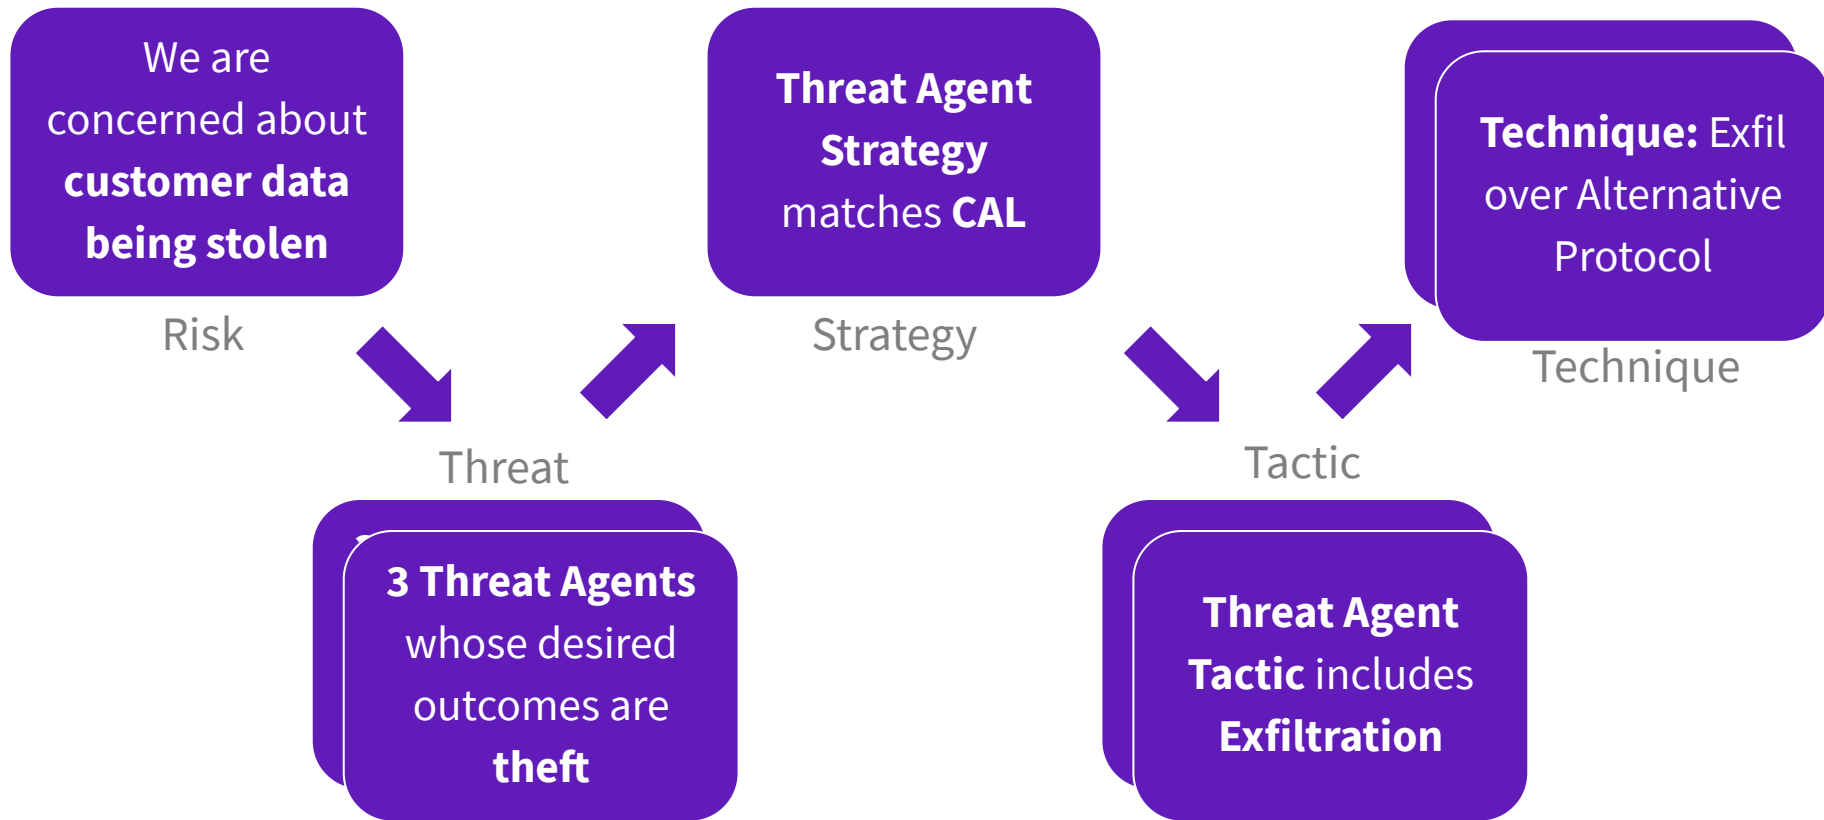 We are
concerned about
customer data
being stolen
Risk
Threat
3 Threat Agents
whose desired
outcomes are
theft
Threat Agent
Strategy
matches CAL
Strategy
Tactic
Threat Agent
Tactic includes
Exfiltration
Technique: Exfil
over Alternative
Protocol
Technique